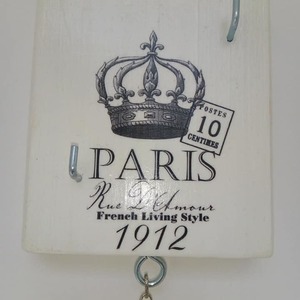 POSTES
10
CENTIMES
PARIS
Rue D'Amour
French Living Style
1912